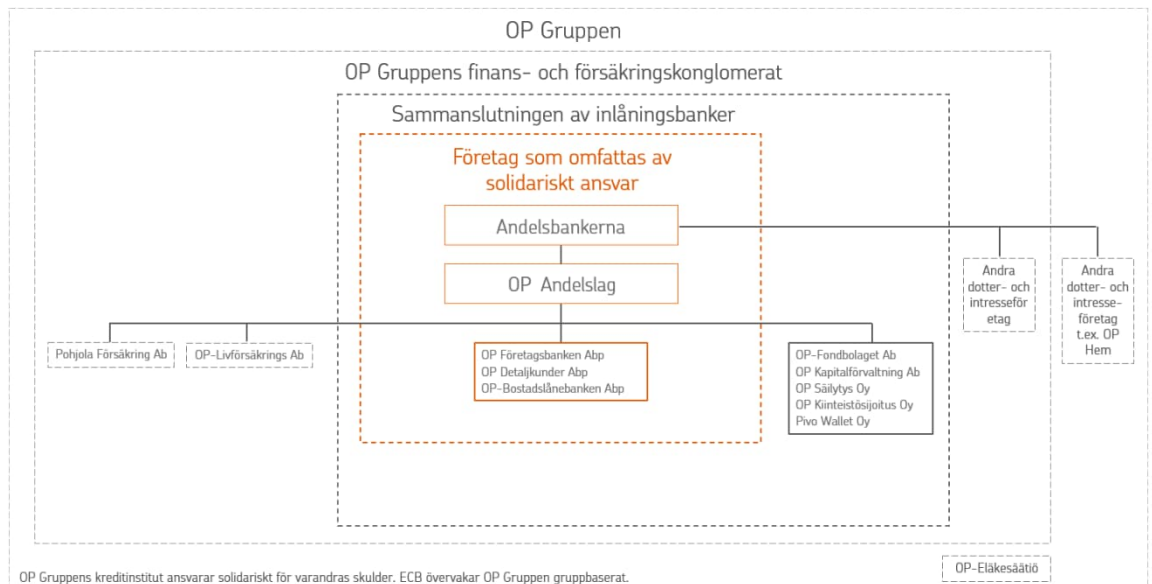 OP Gruppen
OP Gruppens finans- och försäkringskonglomerat
Sammanslutningen av inlåningsbanker
Företag som omfattas av
solidariskt ansvar
Andelsbankerna
OP Andelslag
Pohjola Försäkring Ab
OP-Livförsäkrings Ab
OP Företagsbanken Abp
OP Detaljkunder Abp
OP-Bostadslånebanken Abp
OP-Fondbolaget Ab
OP Kapitalförvaltning Ab
OP Säilytys Oy
OP Kiinteistösijoitus Oy
Pivo Wallet Oy
Andra
dotter- och
intresseför
etag
Andra
dotter- och
intresse-
företag
t.ex. OP
Hem
OP-Eläkesäätiö
OP Gruppens kreditinstitut ansvarar solidariskt för varandras skulder. ECB övervakar OP Gruppen gruppbaserat.